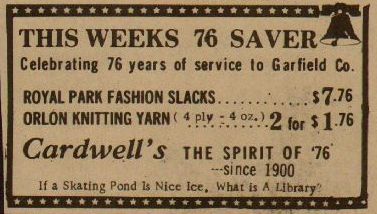 THIS WEEKS 76 SAVER
Celebrating 76 years of service to Garfield Co.
ROYAL PARK FASHION SLACKS.......... $7.76
ORLON KNITTING YARN ( 4 ply - 4 oz.) 2 for $1.76
Cardwell's THE SPIRIT OF '76
---since 1900
If a Skating Pond Is Nice Ice, What is A Library?